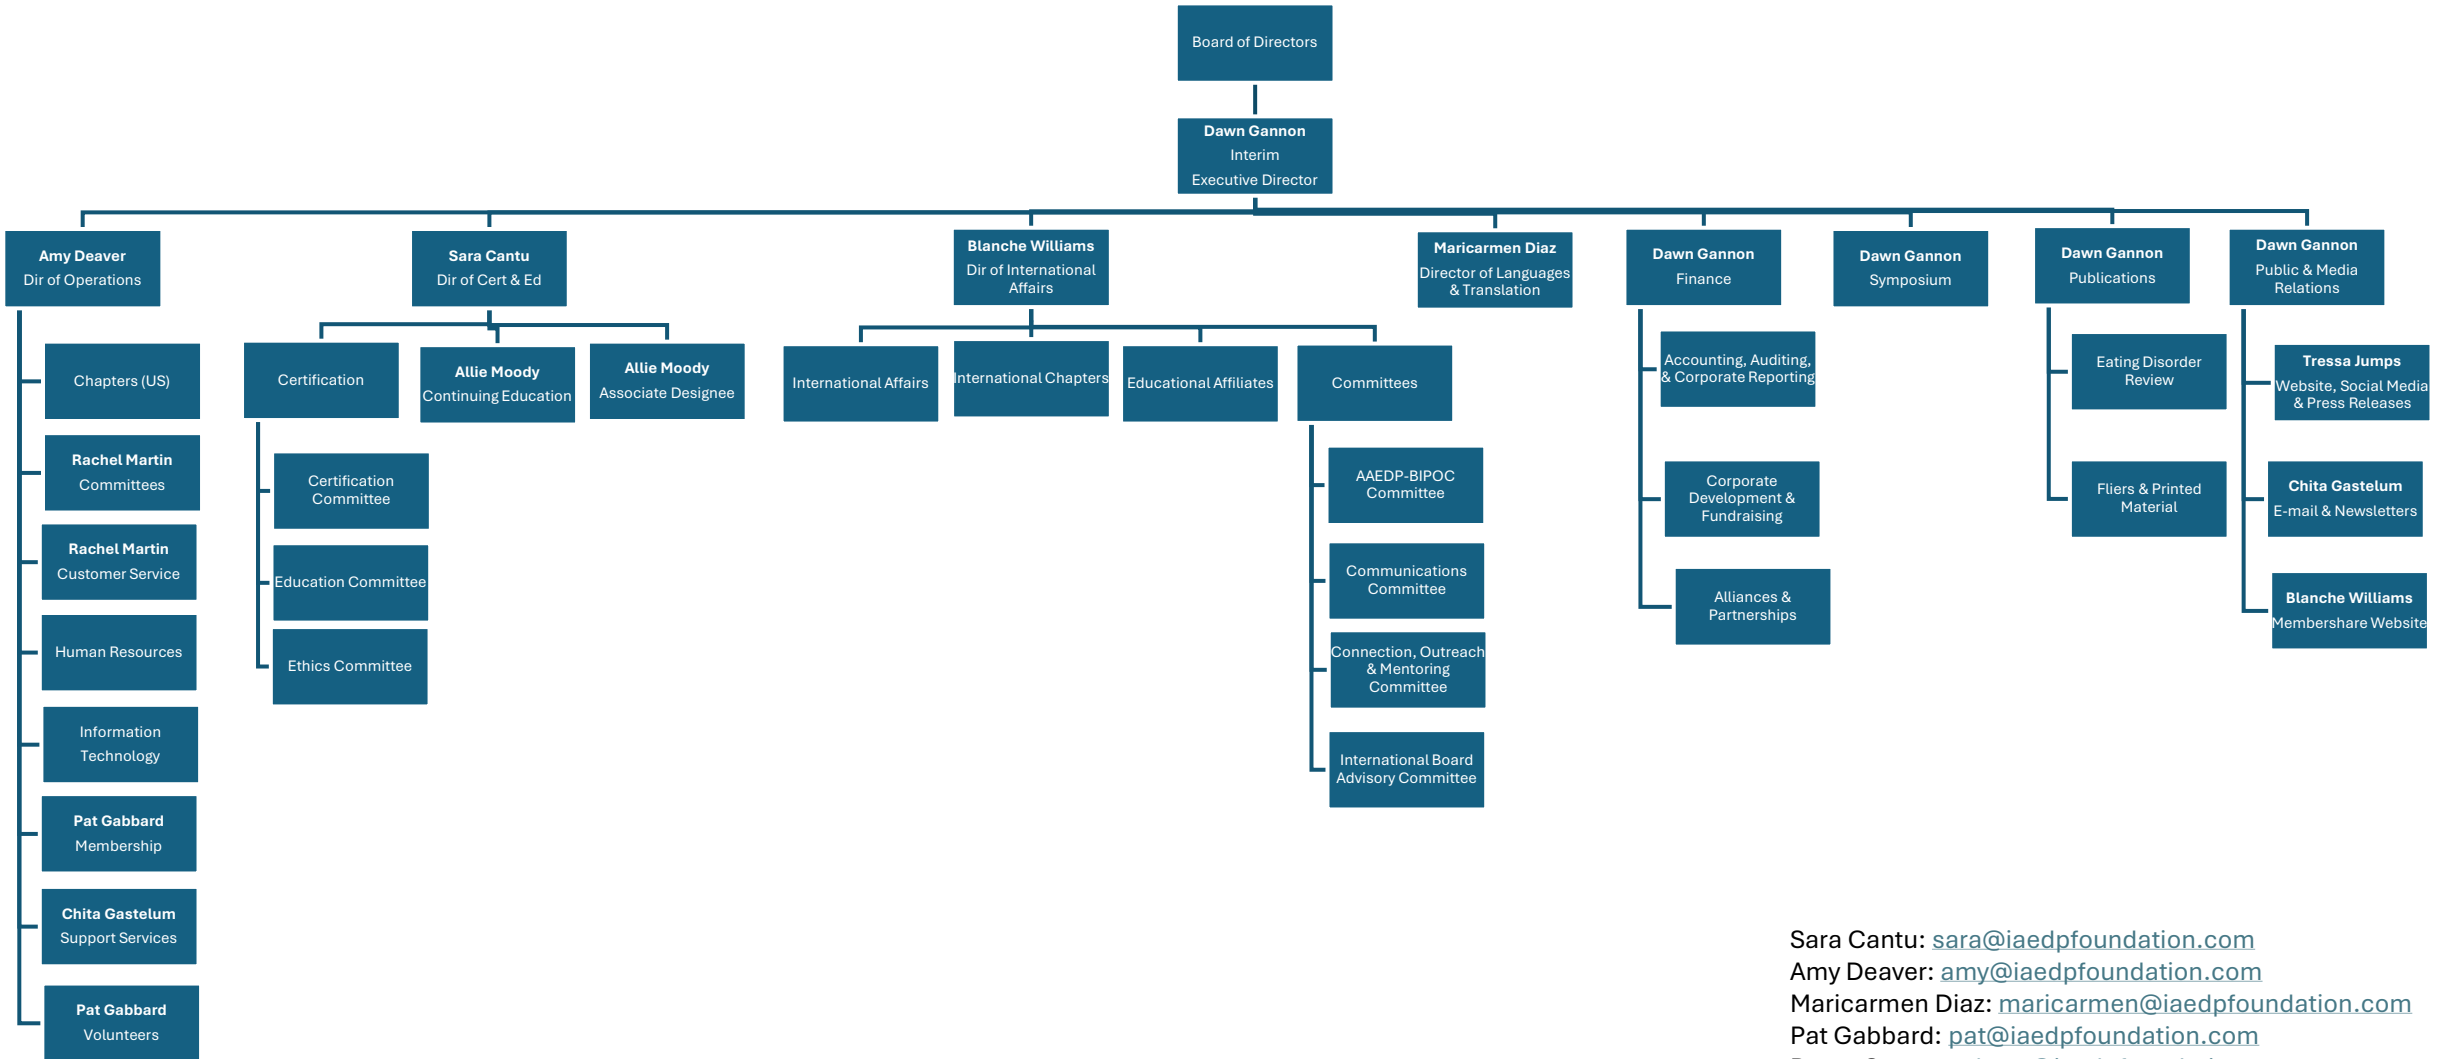 Board of Directors
Dawn Gannon
Interim
Executive Director
Amy Deaver
Dir of Operations
Sara Cantu
Dir of Cert & Ed
Blanche Williams
Dir of International
Affairs
Maricarmen Diaz
Director of Languages
& Translation
Dawn Gannon
Finance
Dawn Gannon
Symposium
Dawn Gannon
Publications
Dawn Gannon
Public & Media
Relations
Chapters (US)
Rachel Martin
Committees
Rachel Martin
Customer Service
Human Resources
Information
Technology
Pat Gabbard
Membership
Chita Gastelum
Support Services
Pat Gabbard
Volunteers
Certification
Allie Moody
Continuing Education
Allie Moody
Associate Designee
Certification
Committee
Education Committee
Ethics Committee
International Affairs
International Chapters
Educational Affiliates
Committees
AAEDP-BIPOC
Committee
Communications
Committee
Connection, Outreach
& Mentoring
Committee
International Board
Advisory Committee
Accounting, Auditing,
& Corporate Reporting
Corporate
Development &
Fundraising
Alliances &
Partnerships
Eating Disorder
Review
Fliers & Printed
Material
Tressa Jumps
Website, Social Media
& Press Releases
Chita Gastelum
E-mail & Newsletters
Blanche Williams
Membershare Website
Sara Cantu: sara@iaedpfoundation.com
Amy Deaver: amy@iaedpfoundation.com
Maricarmen Diaz: maricarmen@iaedpfoundation.com
Pat Gabbard: pat@iaedpfoundation.com